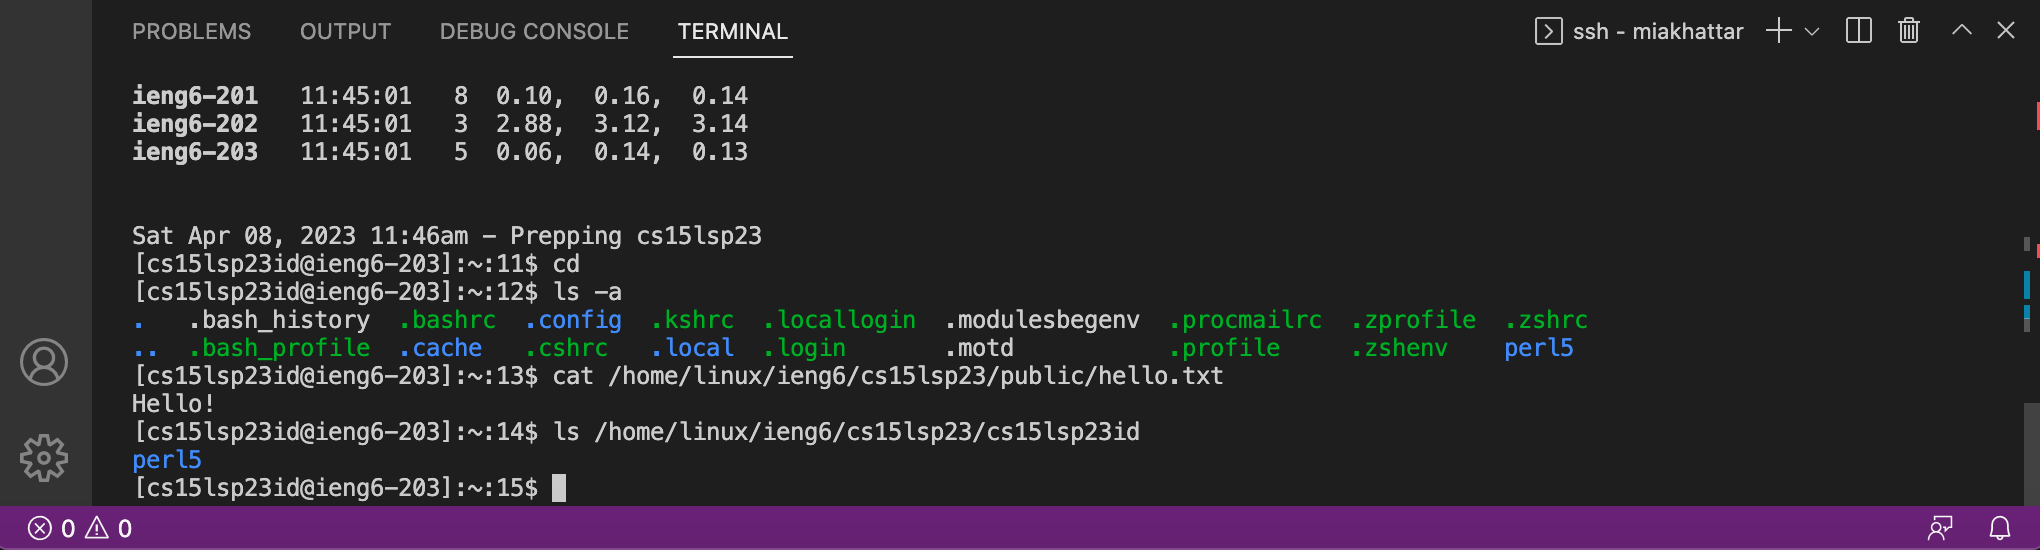 PROBLEMS OUTPUT DEBUG CONSOLE TERMINAL ssh - miakhattar
ieng6-201 11:45:01 8 0.10, 0.16, 0.14
ieng6-202 11:45:01 3 2.88, 3.12, 3.14
ieng6-203 11:45:01 5 0.06, 0.14, 0.13
Sat Apr 08, 2023 11:46am - Prepping cs15lsp23
[cs15lsp23id@ieng6-203]:~:11$ cd
[cs15lsp23id@ieng6-203]:~:12$ ls -a
. .bash_history .bashrc .config .kshrc .locallogin .modulesbegenv .procmailrc .zprofile .zshrc
.. .bash_profile .cache .cshrc .local .login .motd .profile .zshenv perl5
[cs15lsp23id@ieng6-203]:~:13$ cat /home/linux/ieng6/cs15lsp23/public/hello.txt
Hello!
[cs15lsp23id@ieng6-203]:~:14$ ls /home/linux/ieng6/cs15lsp23/cs15lsp23id
perl5
[cs15lsp23id@ieng6-203]:~:15$
0 0